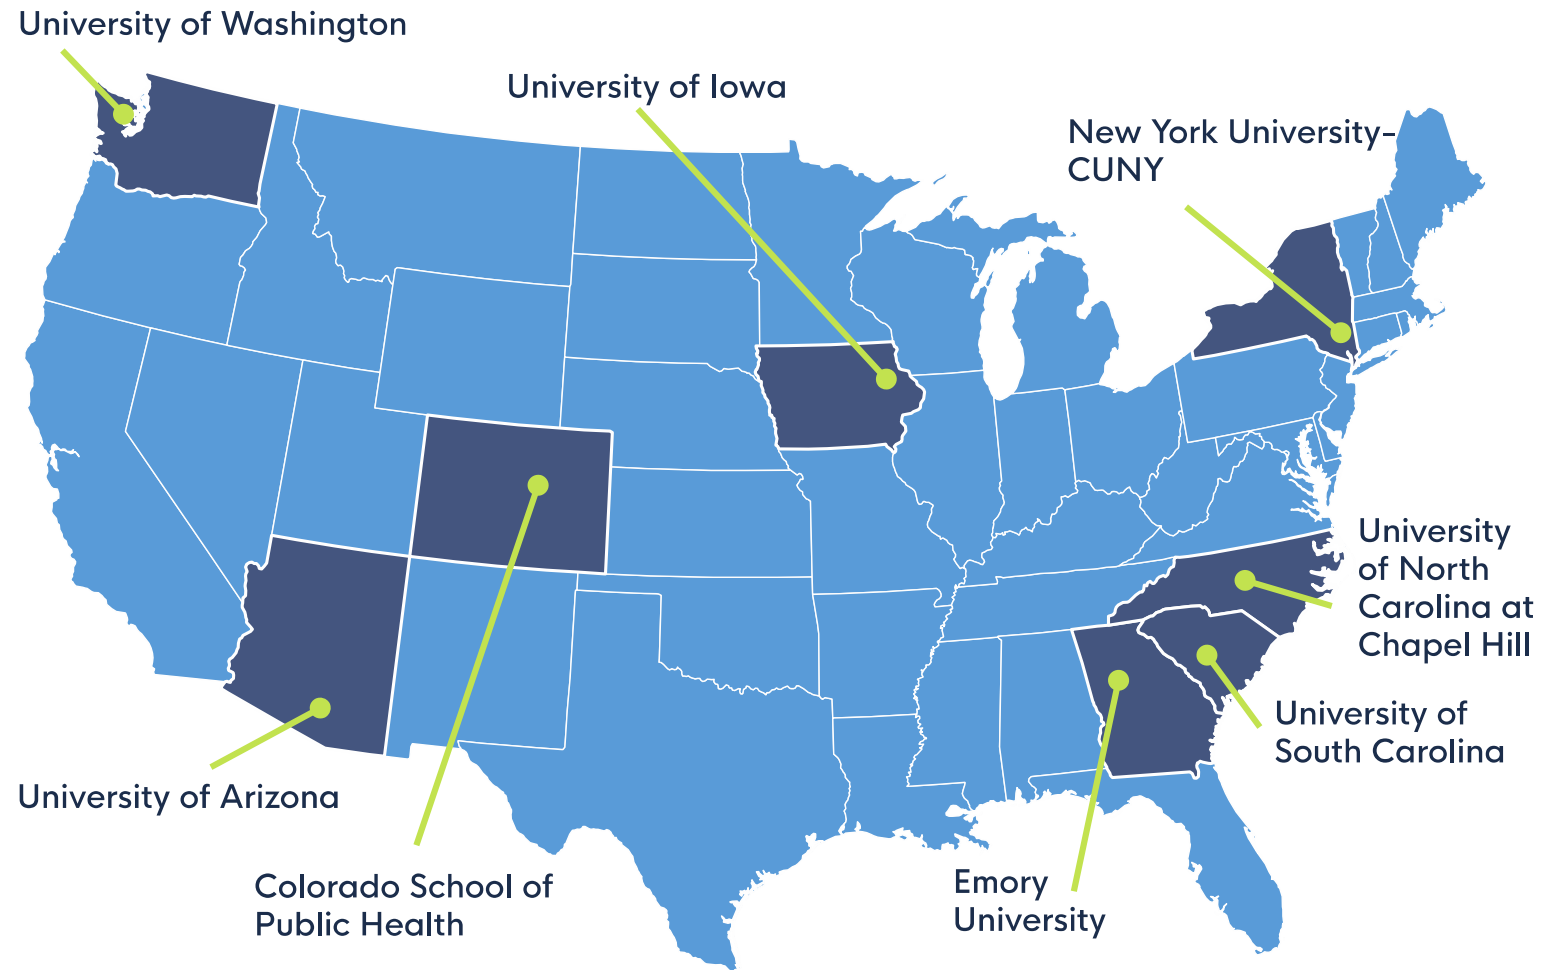 University of Washington
University of Iowa
New York University–
CUNY
University
of North
Carolina at
Chapel Hill
University of
South Carolina
University of Arizona
Colorado School of
Public Health
Emory
University